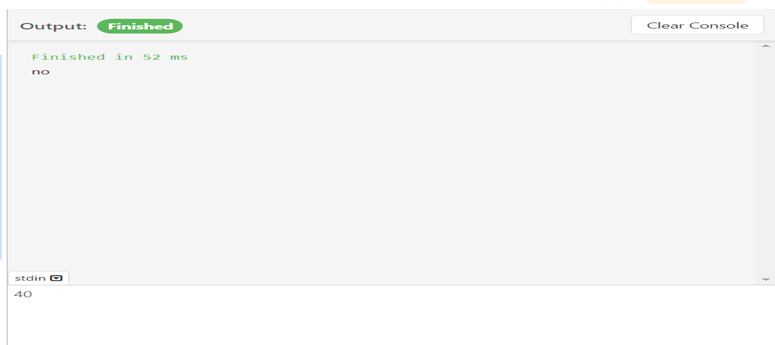 Output: Finished Clear Console
Finished in 52 ms
no
stdin
40